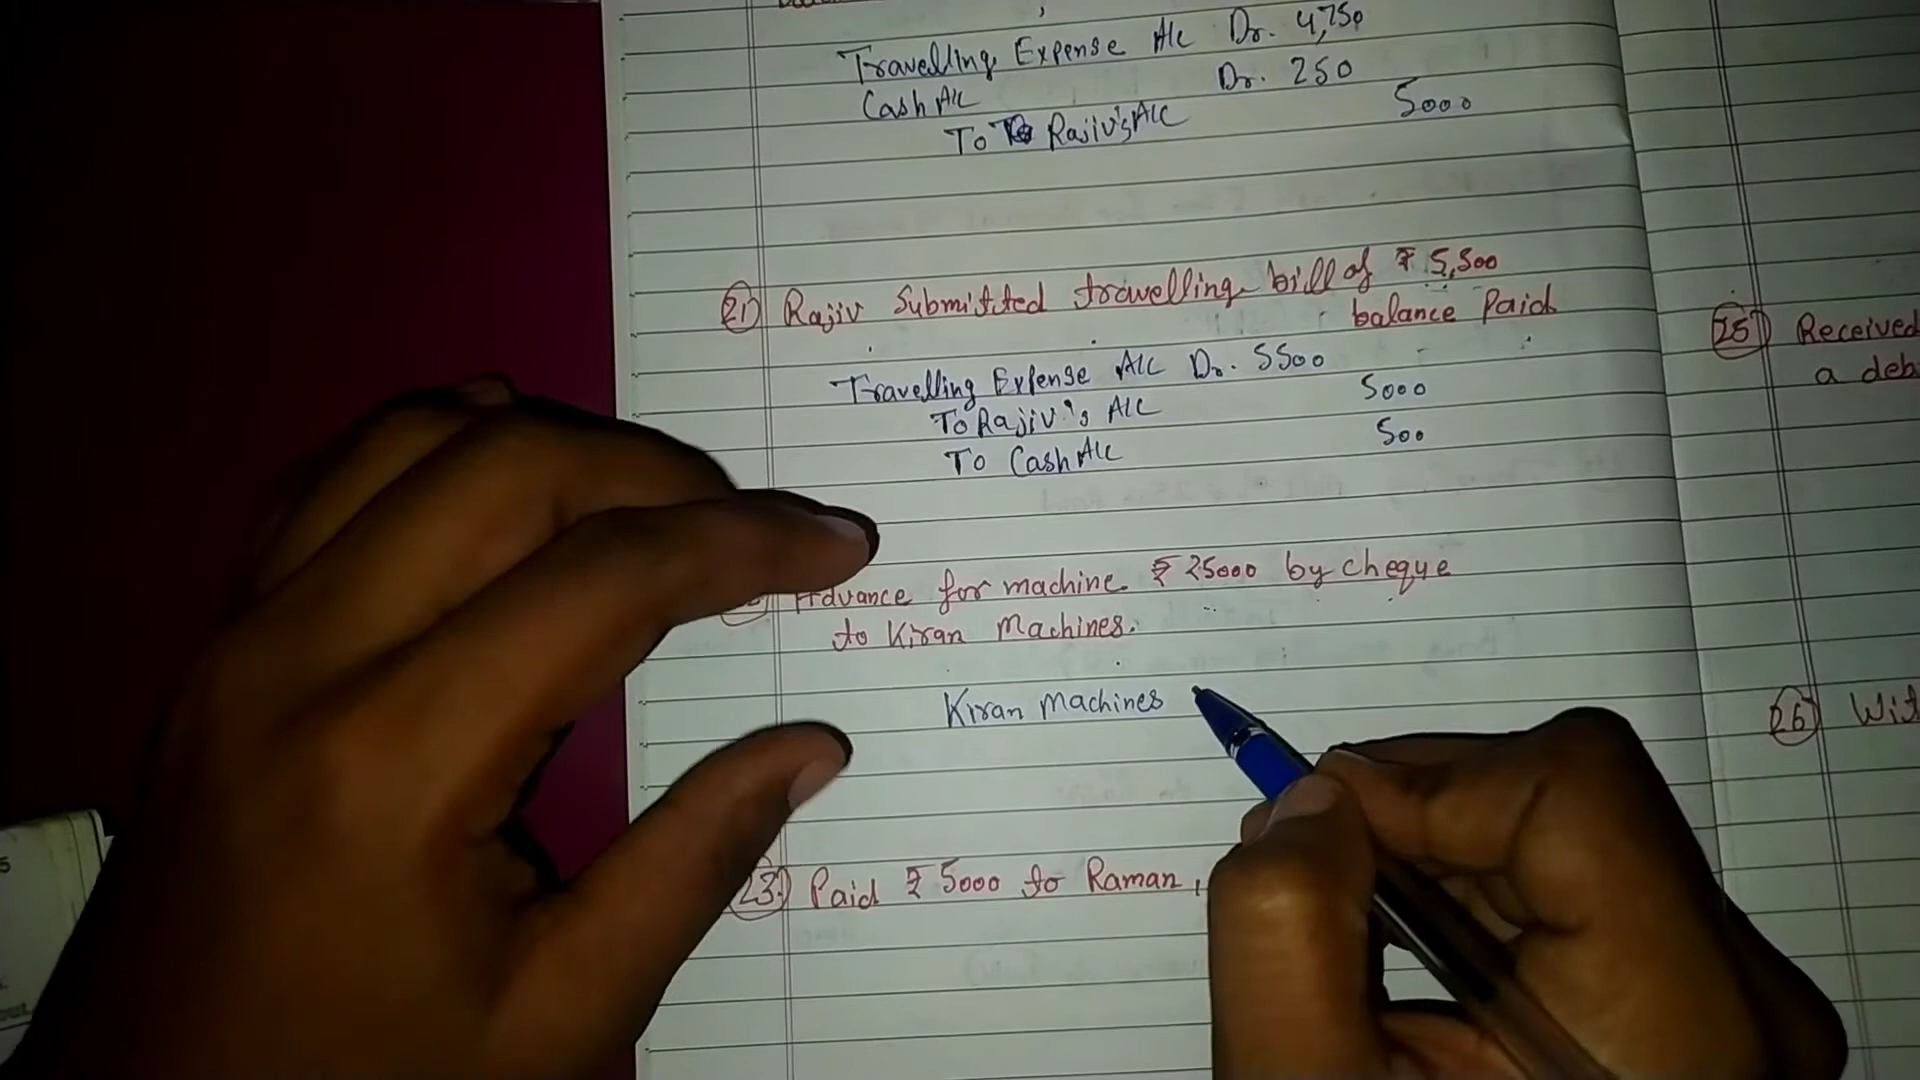 Travelling Expense A/c Dr. 4,750
Cash A/c Dr. 250
To Rajiv's A/c 5000
21) Rajiv Submitted travelling bill of ₹ 5,500
balance Paid
Travelling Expense A/c Dr. 5500
To Rajiv's A/c 5000
To Cash A/c 500
Advance for machine ₹ 25000 by cheque
to Kiran Machines.
Kiran Machines
23) Paid ₹ 5000 to Raman,
25) Received
a deb
26) Wit
5